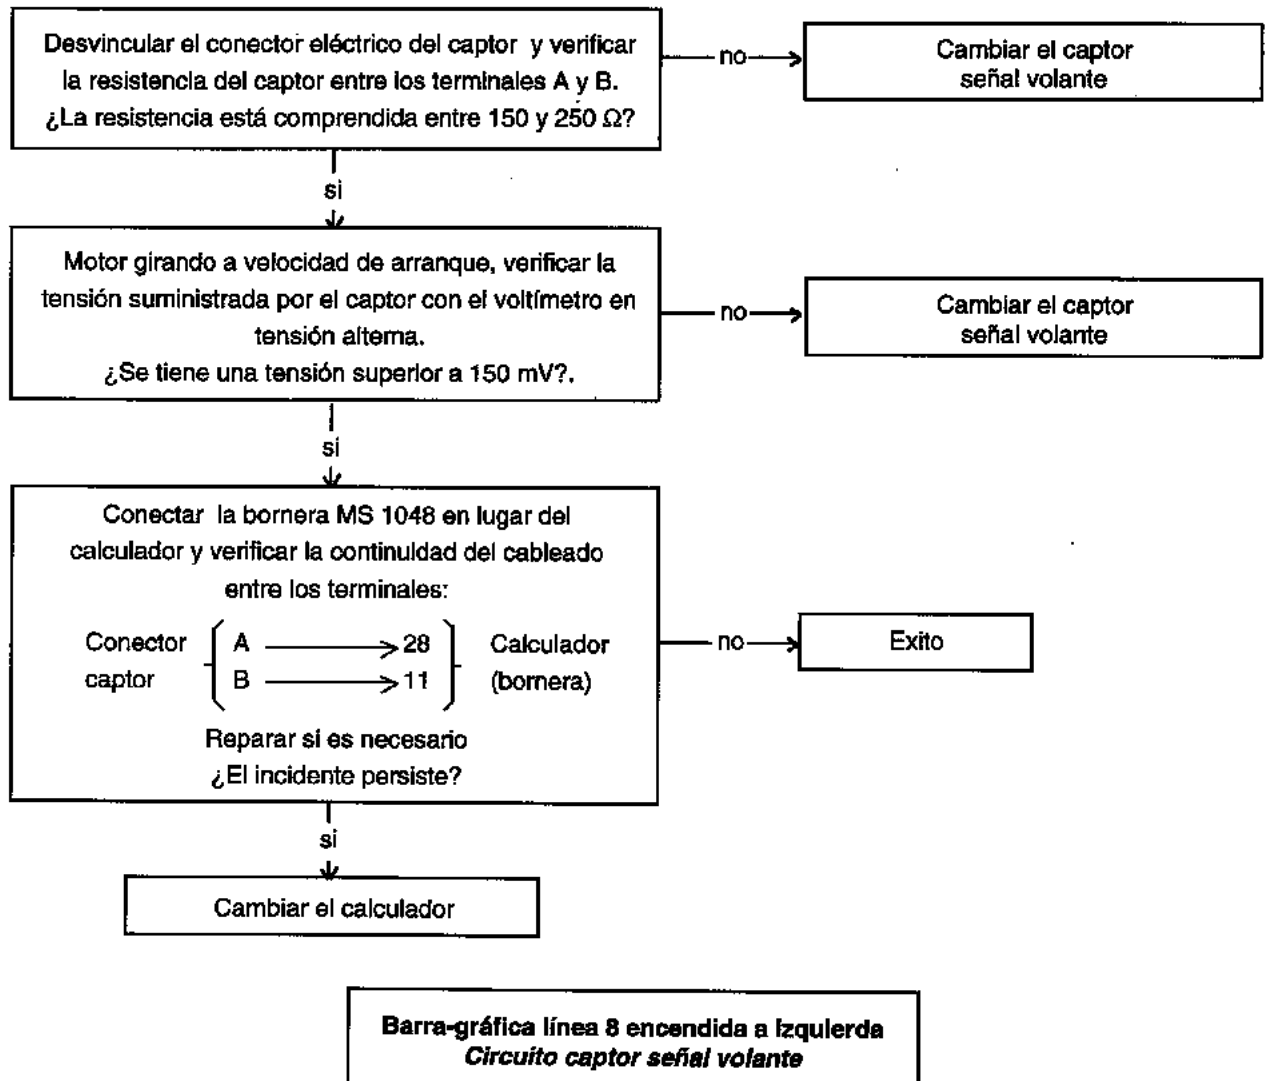 Desvincular el conector eléctrico del captor y verificar
la resistencia del captor entre los terminales A y B.
¿La resistencia está comprendida entre 150 y 250 Ω?
no
Cambiar el captor
señal volante
si
Motor girando a velocidad de arranque, verificar la
tensión suministrada por el captor con el voltímetro en
tensión alterna.
¿Se tiene una tensión superior a 150 mV?.
no
Cambiar el captor
señal volante
si
Conectar la bornera MS 1048 en lugar del
calculador y verificar la continuidad del cableado
entre los terminales:
Conector A 28 Calculador
captor B 11 (bornera)
Reparar si es necesario
¿El incidente persiste?
no
Exito
si
Cambiar el calculador
Barra-gráfica línea 8 encendida a izquierda
Circuito captor señal volante